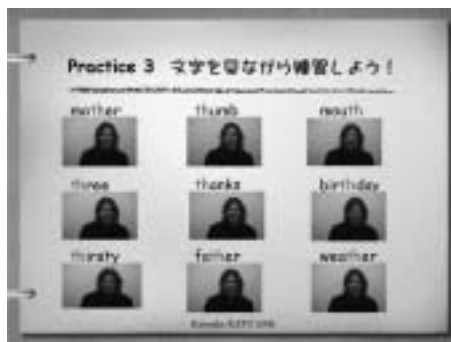 Practice 3 文字を見ながら練習しよう!
mother thumb mouth
three thanks birthday
thirsty father weather